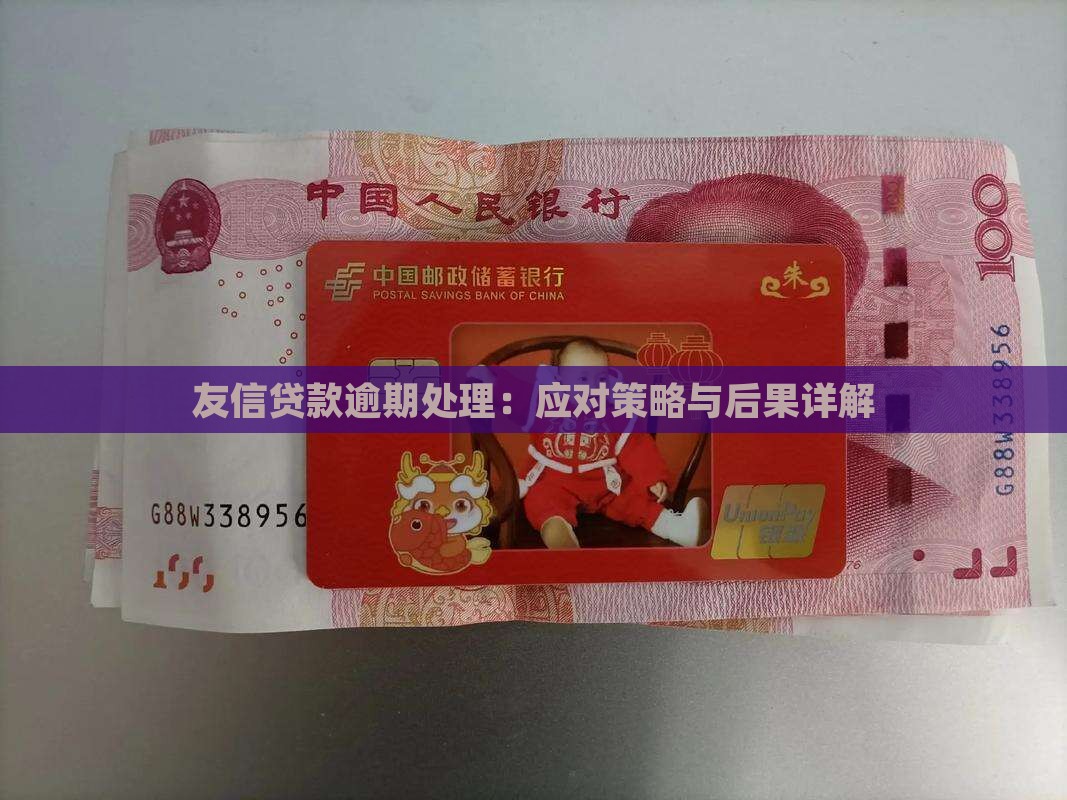 中国人民银行
100
中国邮政储蓄银行
POSTAL SAVINGS BANK OF CHINA
朱
友信贷款逾期处理：应对策略与后果详解
G88W338956
G88W338956
UnionPay
银联
100